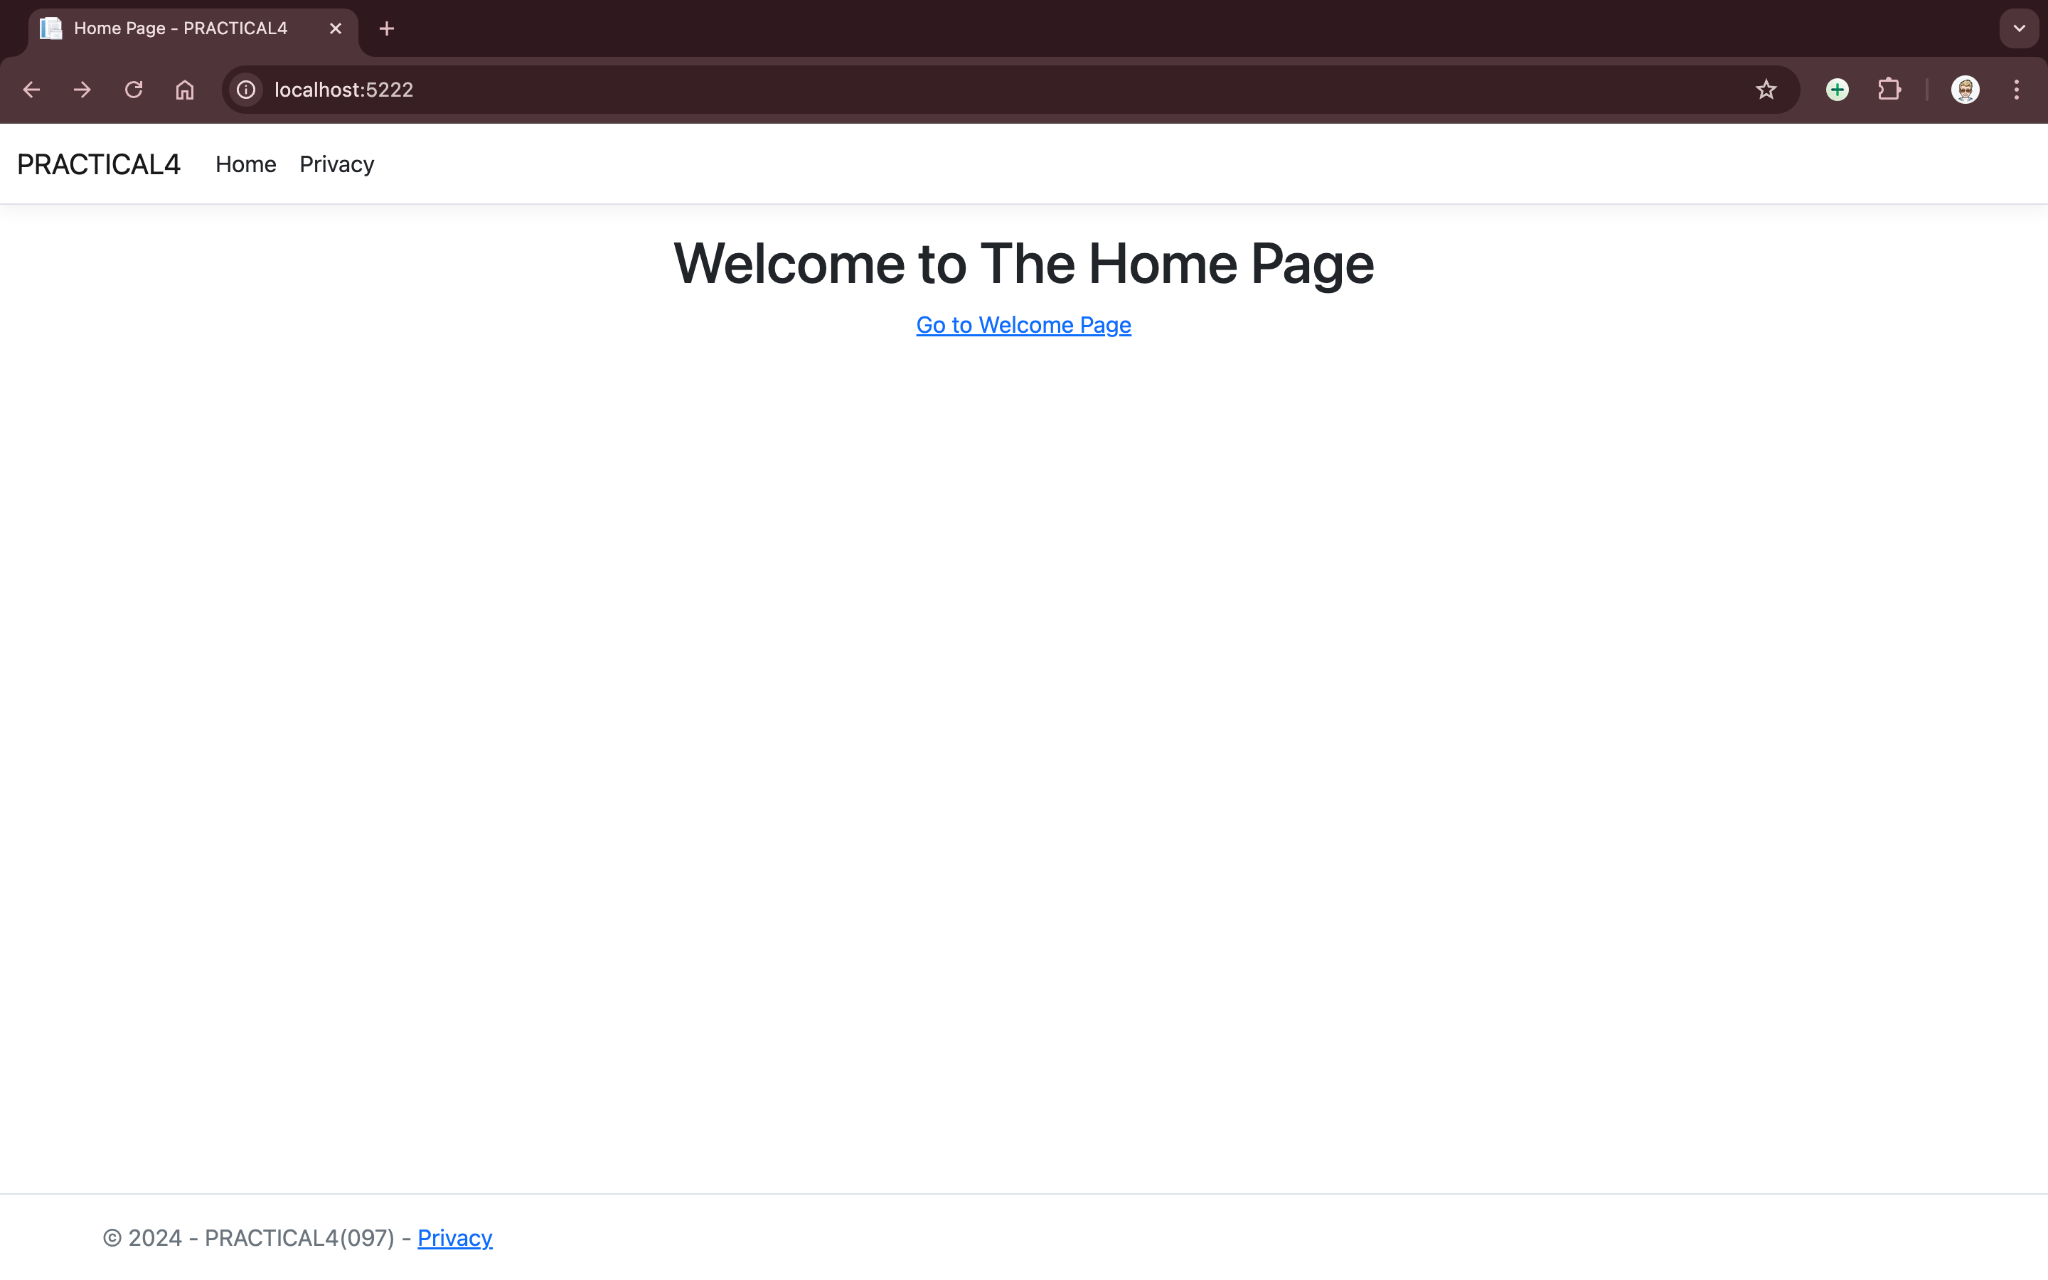 Home Page - PRACTICAL4
localhost:5222
PRACTICAL4 Home Privacy
Welcome to The Home Page
Go to Welcome Page
© 2024 - PRACTICAL4(097) - Privacy